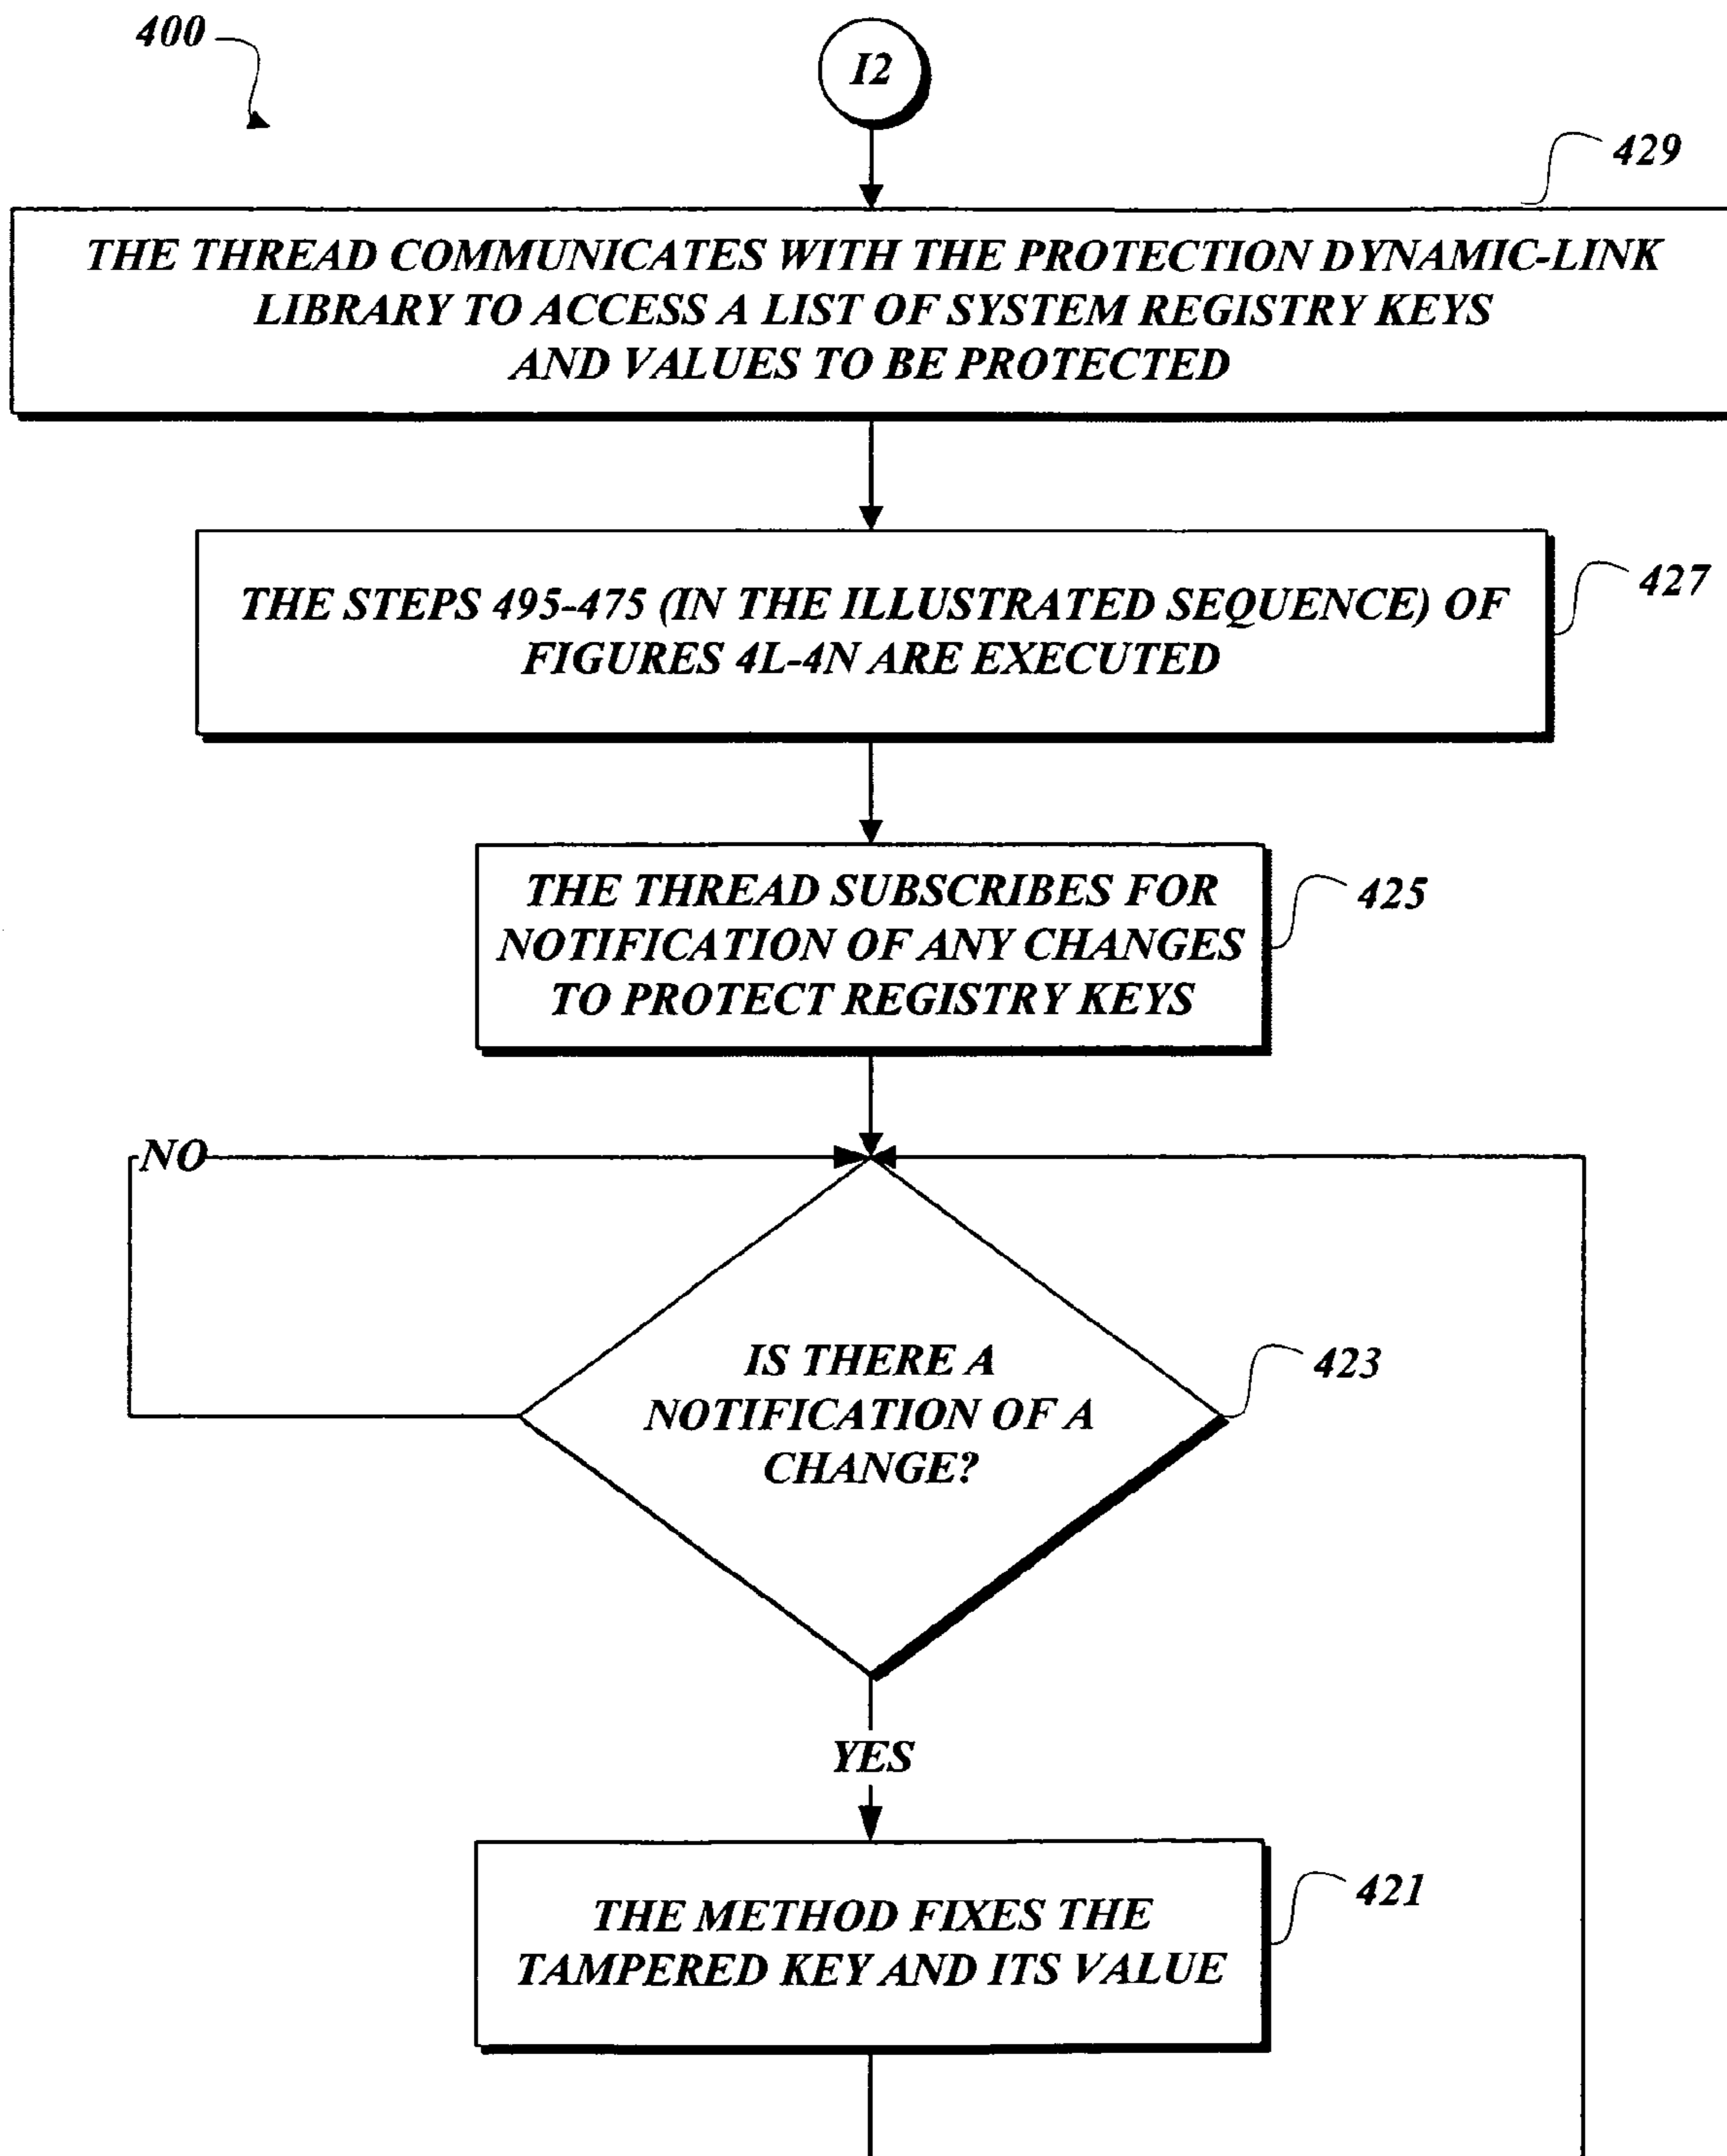 400
I2
429
THE THREAD COMMUNICATES WITH THE PROTECTION DYNAMIC-LINK
LIBRARY TO ACCESS A LIST OF SYSTEM REGISTRY KEYS
AND VALUES TO BE PROTECTED
427
THE STEPS 495-475 (IN THE ILLUSTRATED SEQUENCE) OF
FIGURES 4L-4N ARE EXECUTED
425
THE THREAD SUBSCRIBES FOR
NOTIFICATION OF ANY CHANGES
TO PROTECT REGISTRY KEYS
NO
423
IS THERE A
NOTIFICATION OF A
CHANGE?
YES
421
THE METHOD FIXES THE
TAMPERED KEY AND ITS VALUE